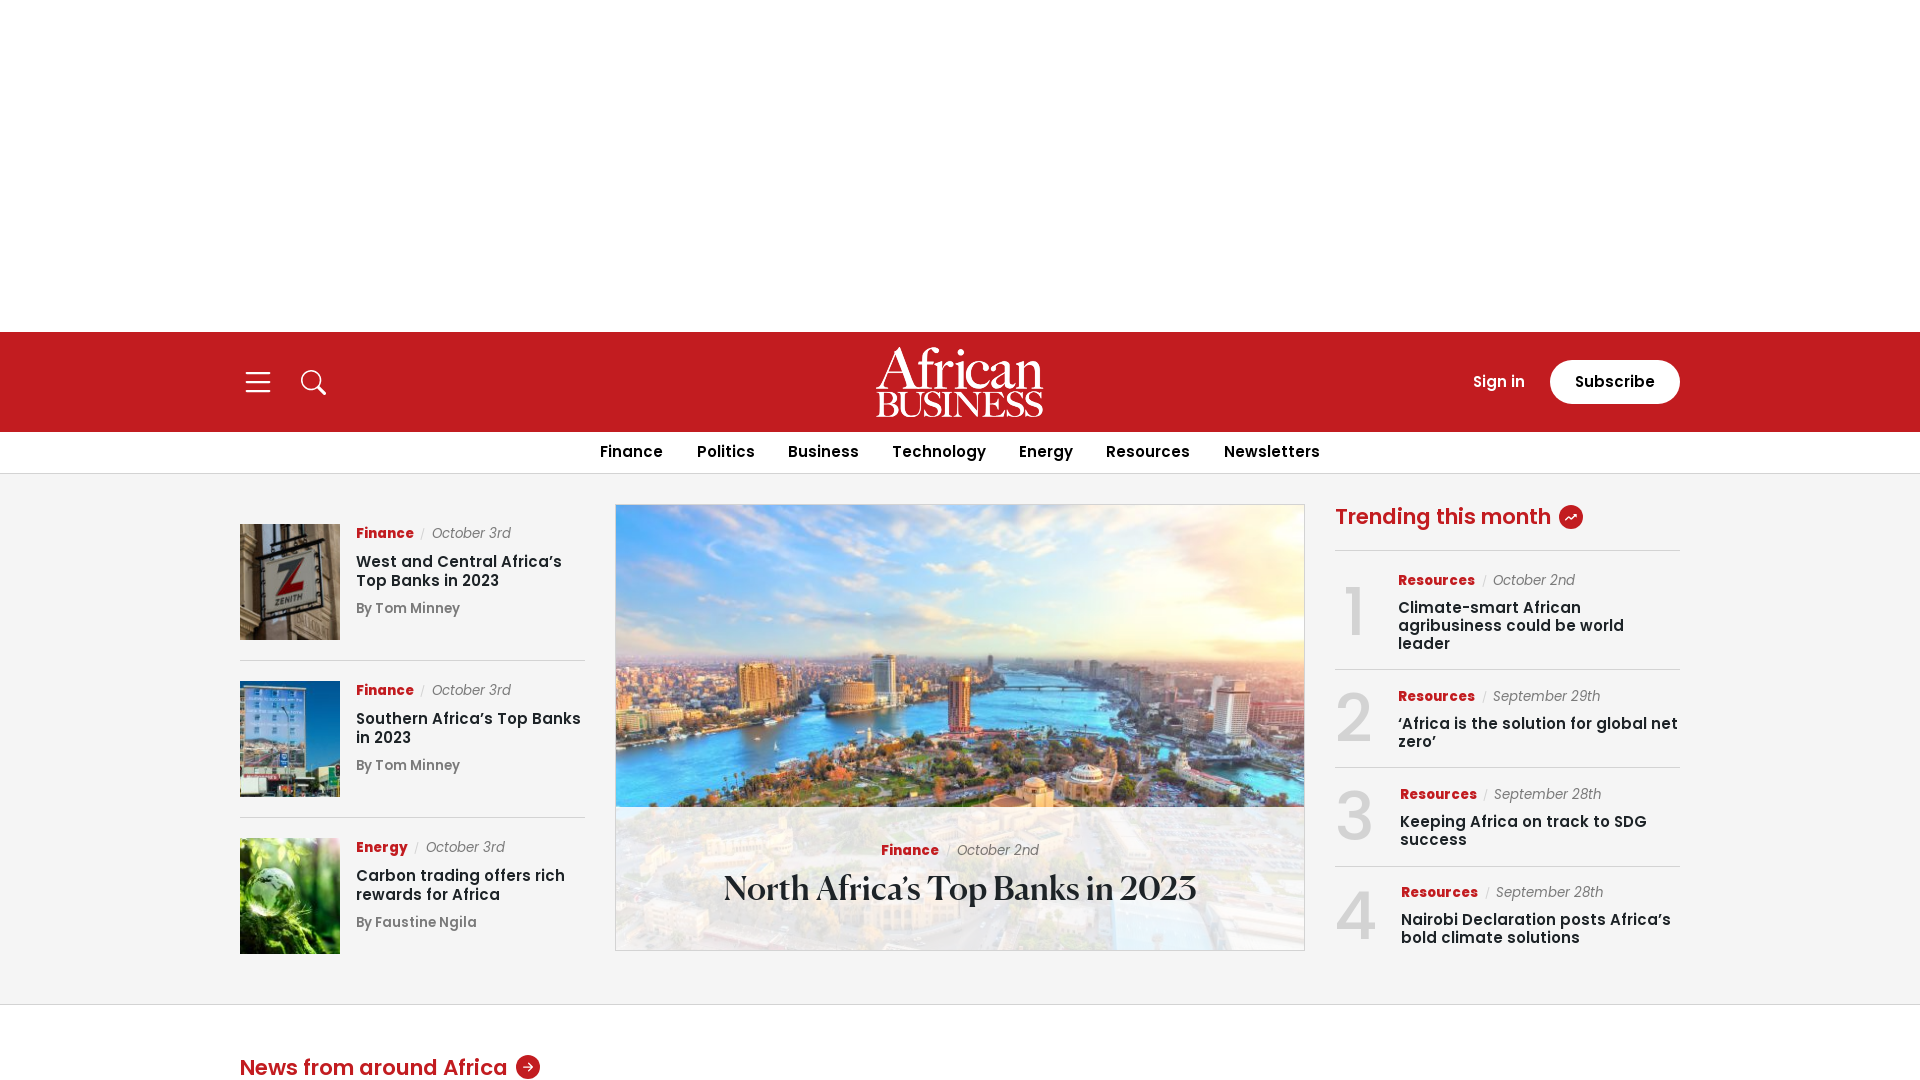 African
BUSINESS
Sign in
Subscribe
Finance
Politics
Business
Technology
Energy
Resources
Newsletters
Finance / October 3rd
West and Central Africa’s
Top Banks in 2023
By Tom Minney
Finance / October 3rd
Southern Africa’s Top Banks
in 2023
By Tom Minney
Energy / October 3rd
Carbon trading offers rich
rewards for Africa
By Faustine Ngila
ZENITH
Finance / October 2nd
North Africa’s Top Banks in 2023
Trending this month
1
Resources / October 2nd
Climate-smart African
agribusiness could be world
leader
2
Resources / September 29th
‘Africa is the solution for global net
zero’
3
Resources / September 28th
Keeping Africa on track to SDG
success
4
Resources / September 28th
Nairobi Declaration posts Africa’s
bold climate solutions
News from around Africa